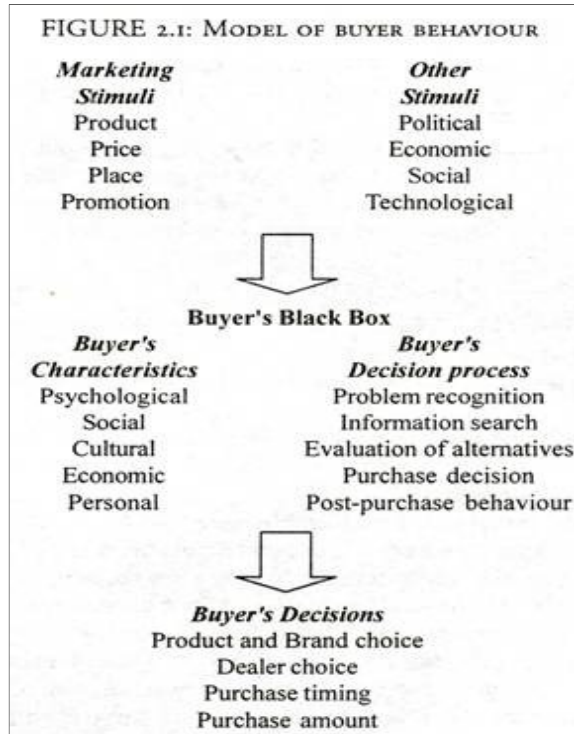 FIGURE 2.1: MODEL OF BUYER BEHAVIOUR
Marketing
Stimuli
Product
Price
Place
Promotion
Other
Stimuli
Political
Economic
Social
Technological
Buyer's Black Box
Buyer's
Characteristics
Psychological
Social
Cultural
Economic
Personal
Buyer's
Decision process
Problem recognition
Information search
Evaluation of alternatives
Purchase decision
Post-purchase behaviour
Buyer's Decisions
Product and Brand choice
Dealer choice
Purchase timing
Purchase amount